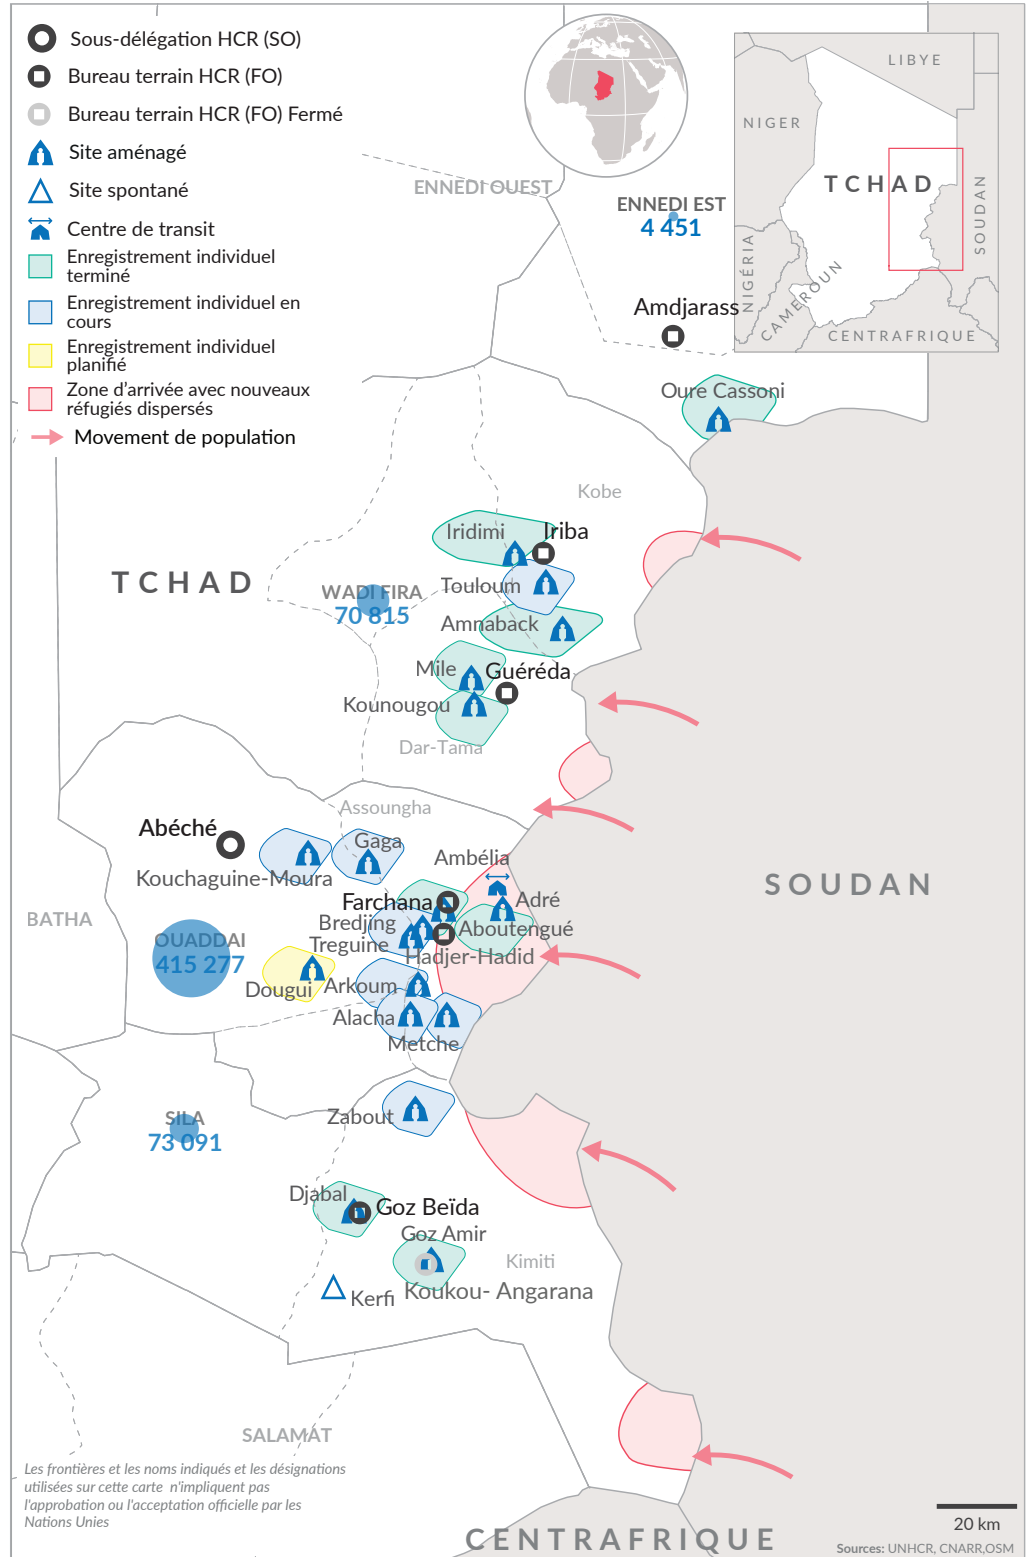 Sous-délégation HCR (SO)
Bureau terrain HCR (FO)
Bureau terrain HCR (FO) Fermé
Site aménagé
Site spontané
Centre de transit
Enregistrement individuel
terminé
Enregistrement individuel en
cours
Enregistrement individuel
planifié
Zone d'arrivée avec nouveaux
réfugiés dispersés
Movement de population
LIBYE
NIGER
TCHAD
SOUDAN
NIGÉRIA
CAMEROUN
CENTRAFRIQUE
ENNEDI OUEST
ENNEDI EST
4 451
Amdjarass
Oure Cassoni
Kobe
Iridimi
Iriba
TCHAD
WADI FIRA
70 815
Touloum
Amnaback
Mile
Guéréda
Kounougou
Dar-Tama
Assoungha
Abéché
Gaga
Kouchaguine-Moura
Ambélia
Farchana
Adré
SOUDAN
BATHA
Bredjing
Aboutengué
Treguine
Hadjer-Hadid
OUADDAI
415 277
Dougui
Arkoum
Alacha
Metche
Zabout
SILA
73 091
Djabal
Goz Beïda
Goz Amir
Kimiti
Koukou- Angarana
Kerfi
SALAMAT
Les frontières et les noms indiqués et les désignations
utilisées sur cette carte n'impliquent pas
l'approbation ou l'acceptation officielle par les
Nations Unies
CENTRAFRIQUE
20 km
Sources: UNHCR, CNARR,OSM